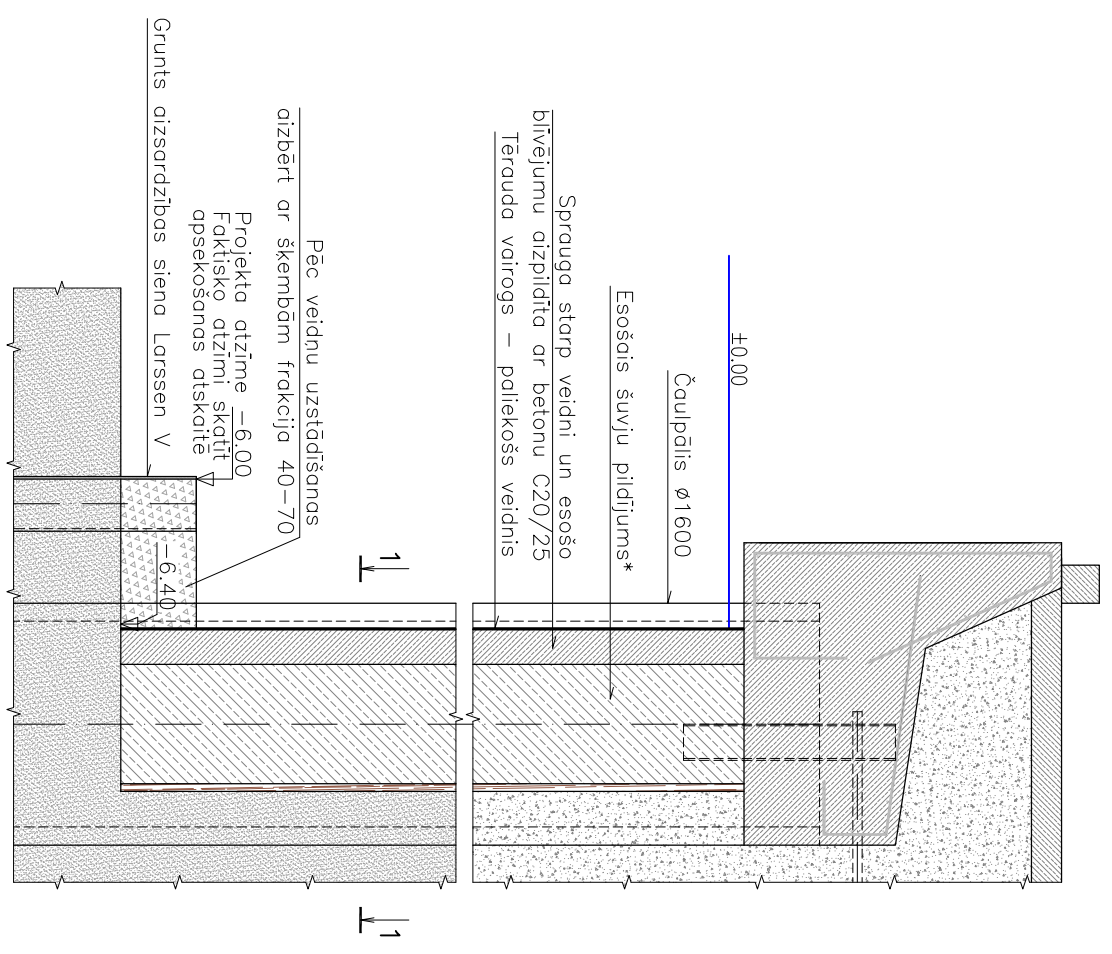 ±0.00
Čaulpālis ø1600
Esošais šuvju pildījums*
Sprauga starp veidni un esošo
blīvējumu aizpildīta ar betonu C20/25
Tērauda vairogs – paliekošs veidnis
1
1
Pēc veidņu uzstādīšanas
aizbērt ar šķembām frakcija 40–70
Projekta atzīme –6.00
Faktisko atzīmi skatīt
apsekošanas atskaitē
–6.40
Grunts aizsardzības siena Larssen V